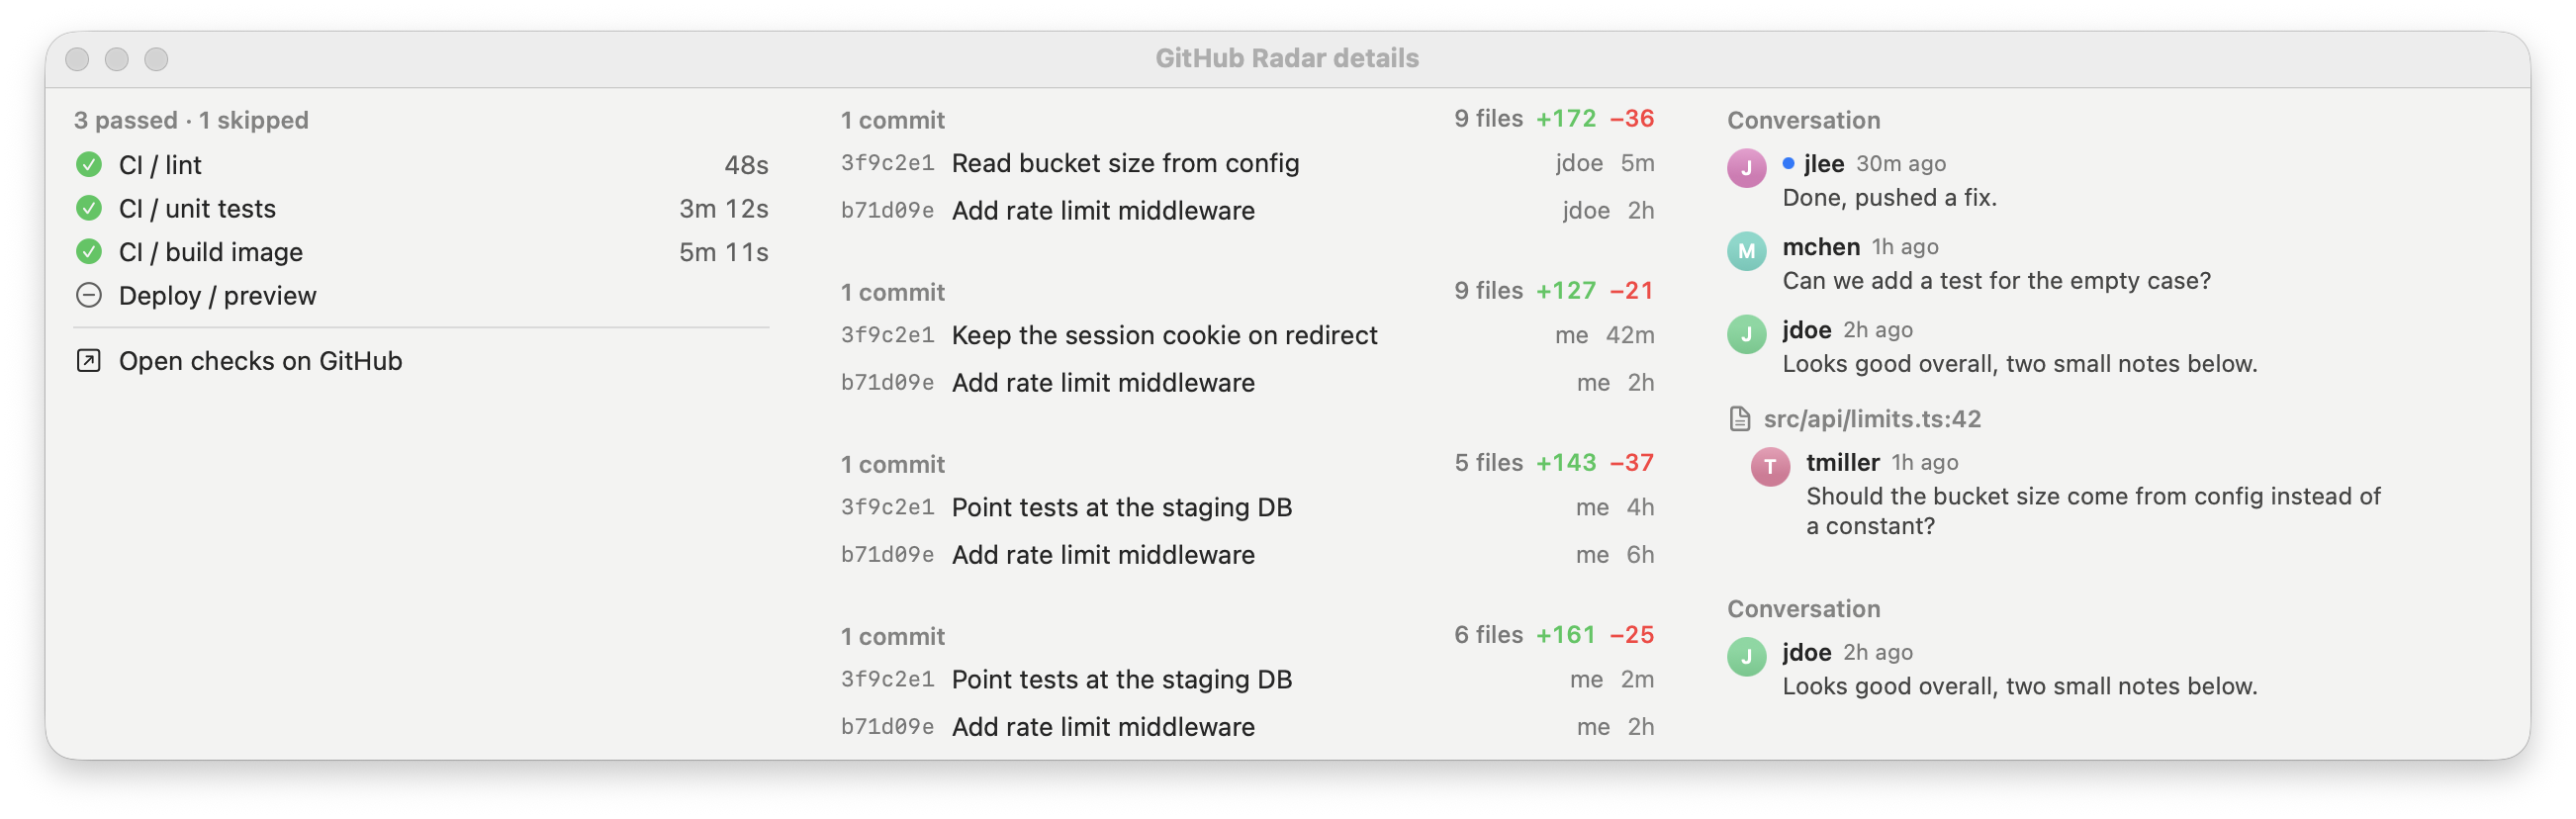 GitHub Radar details
3 passed · 1 skipped
CI / lint 48s
CI / unit tests 3m 12s
CI / build image 5m 11s
Deploy / preview
Open checks on GitHub
1 commit 9 files +172 −36
3f9c2e1 Read bucket size from config jdoe 5m
b71d09e Add rate limit middleware jdoe 2h
1 commit 9 files +127 −21
3f9c2e1 Keep the session cookie on redirect me 42m
b71d09e Add rate limit middleware me 2h
1 commit 5 files +143 −37
3f9c2e1 Point tests at the staging DB me 4h
b71d09e Add rate limit middleware me 6h
1 commit 6 files +161 −25
3f9c2e1 Point tests at the staging DB me 2m
b71d09e Add rate limit middleware me 2h
Conversation
J jlee 30m ago
Done, pushed a fix.
M mchen 1h ago
Can we add a test for the empty case?
J jdoe 2h ago
Looks good overall, two small notes below.
src/api/limits.ts:42
T tmiller 1h ago
Should the bucket size come from config instead of
a constant?
Conversation
J jdoe 2h ago
Looks good overall, two small notes below.